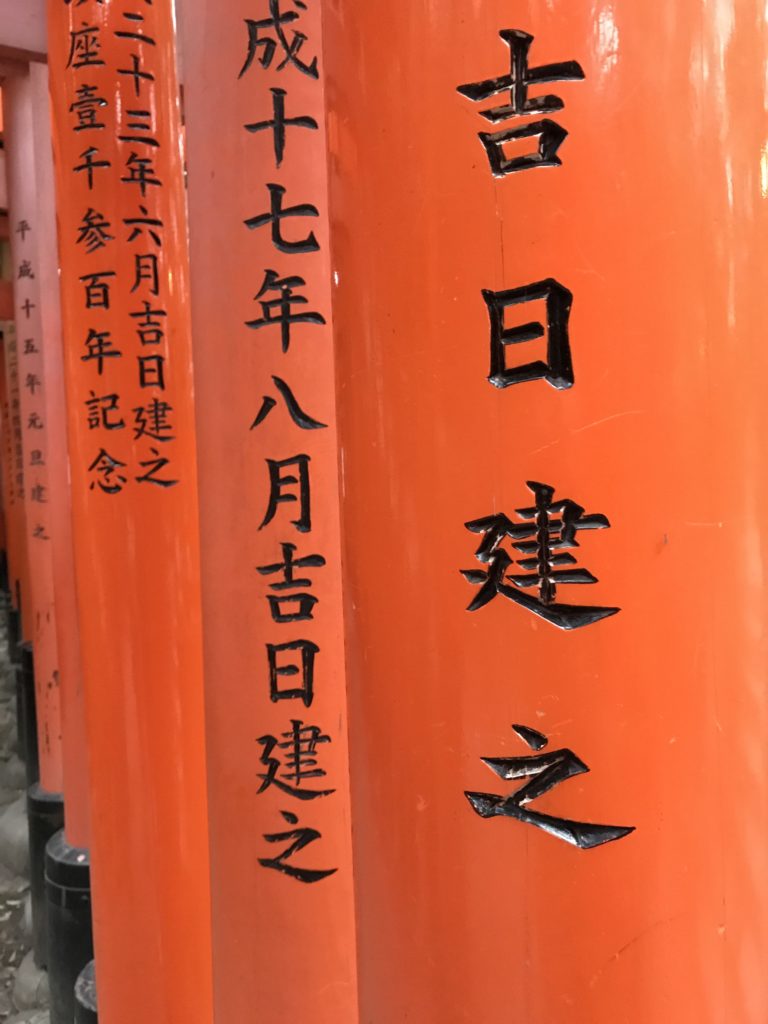 吉日建之
成十七年八月吉日建之
二十三年六月吉日建之
座壹千参百年記念
平成十五年元旦建之